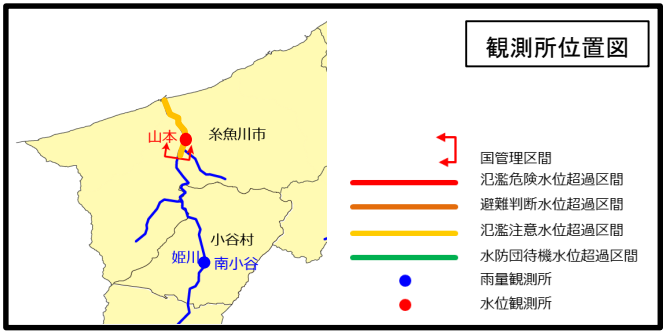 観測所位置図
山本
糸魚川市
国管理区間
氾濫危険水位超過区間
避難判断水位超過区間
氾濫注意水位超過区間
水防団待機水位超過区間
雨量観測所
水位観測所
小谷村
姫川
南小谷